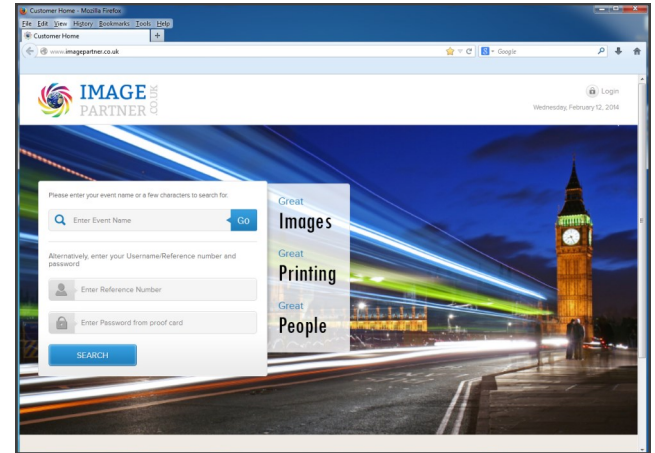 Customer Home - Mozilla Firefox
File Edit View History Bookmarks Tools Help
Customer Home
www.imagepartner.co.uk
Google
IMAGE
PARTNER
.CO.UK
Login
Wednesday, February 12, 2014
Please enter your event name or a few characters to search for.
Enter Event Name
Go
Alternatively, enter your Username/Reference number and
password
Enter Reference Number
Enter Password from proof card
SEARCH
Great
Images
Great
Printing
Great
People